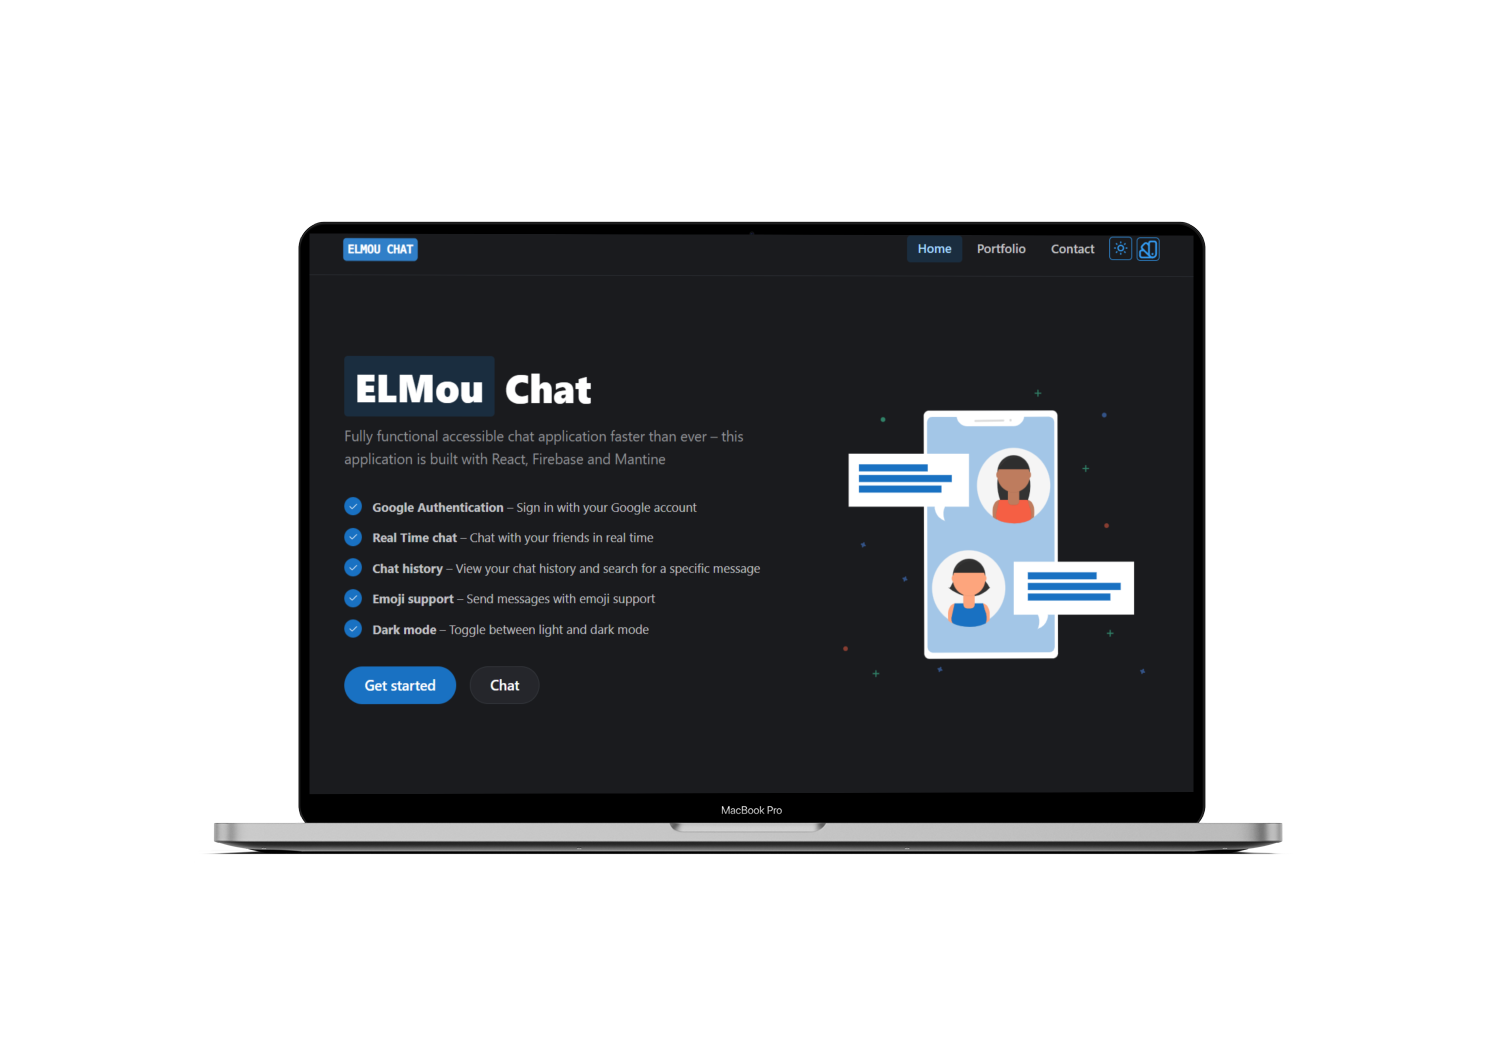 ELMOU CHAT
Home Portfolio Contact
ELMou Chat
Fully functional accessible chat application faster than ever – this
application is built with React, Firebase and Mantine
Google Authentication – Sign in with your Google account
Real Time chat – Chat with your friends in real time
Chat history – View your chat history and search for a specific message
Emoji support – Send messages with emoji support
Dark mode – Toggle between light and dark mode
Get started Chat
MacBook Pro